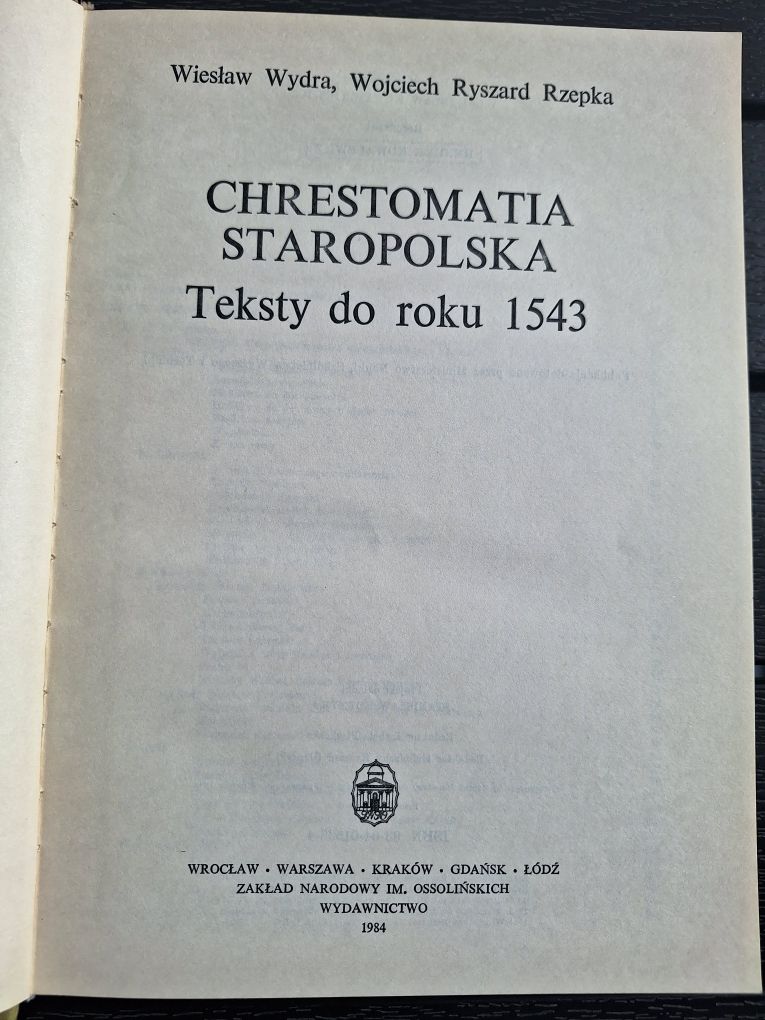 Wiesław Wydra, Wojciech Ryszard Rzepka
CHRESTOMATIA
STAROPOLSKA
Teksty do roku 1543
WROCŁAW · WARSZAWA · KRAKÓW · GDAŃSK · ŁÓDŹ
ZAKŁAD NARODOWY IM. OSSOLIŃSKICH
WYDAWNICTWO
1984